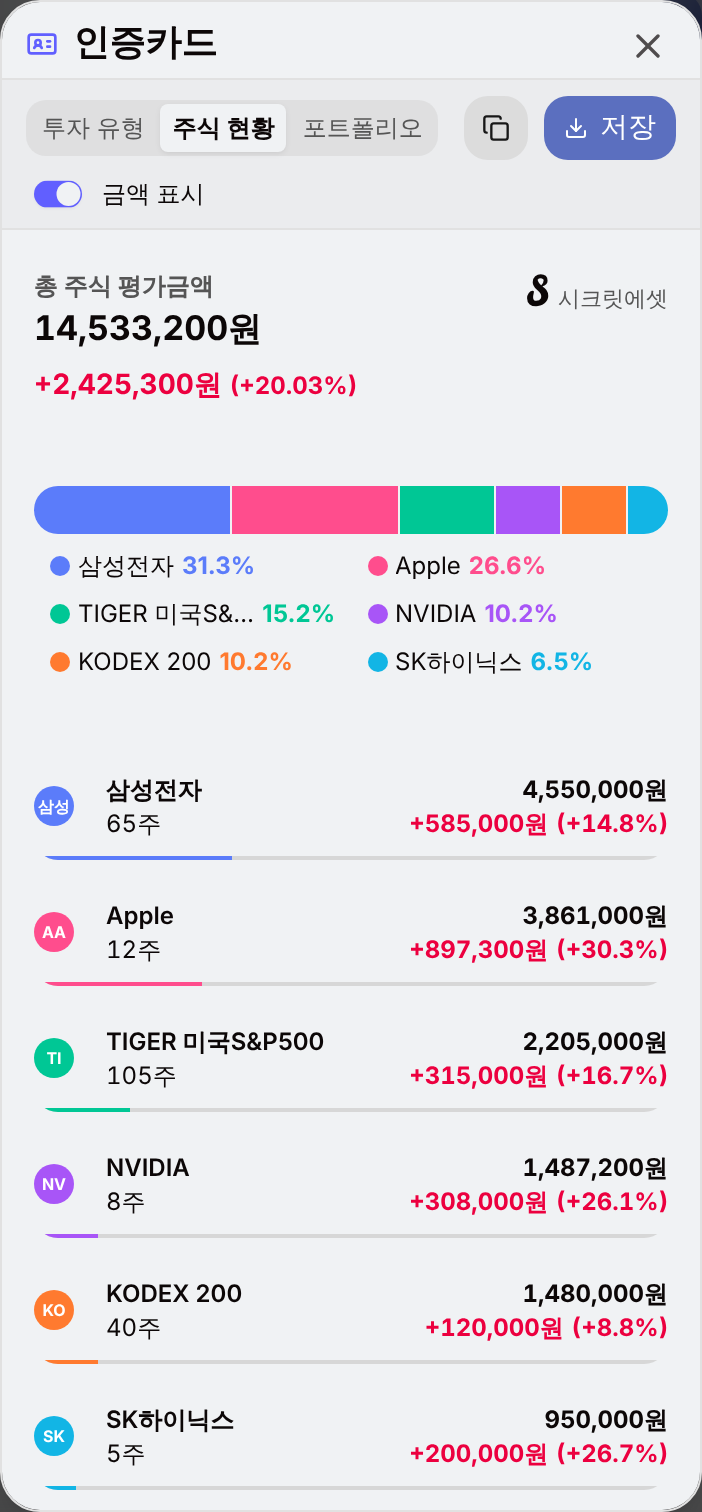 인증카드
투자 유형 주식 현황 포트폴리오 저장
금액 표시
총 주식 평가금액
S 시크릿에셋
14,533,200원
+2,425,300원 (+20.03%)
삼성전자 31.3% Apple 26.6%
TIGER 미국S&... 15.2% NVIDIA 10.2%
KODEX 200 10.2% SK하이닉스 6.5%
삼성 삼성전자 4,550,000원
65주 +585,000원 (+14.8%)
AA Apple 3,861,000원
12주 +897,300원 (+30.3%)
TI TIGER 미국S&P500 2,205,000원
105주 +315,000원 (+16.7%)
NV NVIDIA 1,487,200원
8주 +308,000원 (+26.1%)
KO KODEX 200 1,480,000원
40주 +120,000원 (+8.8%)
SK SK하이닉스 950,000원
5주 +200,000원 (+26.7%)